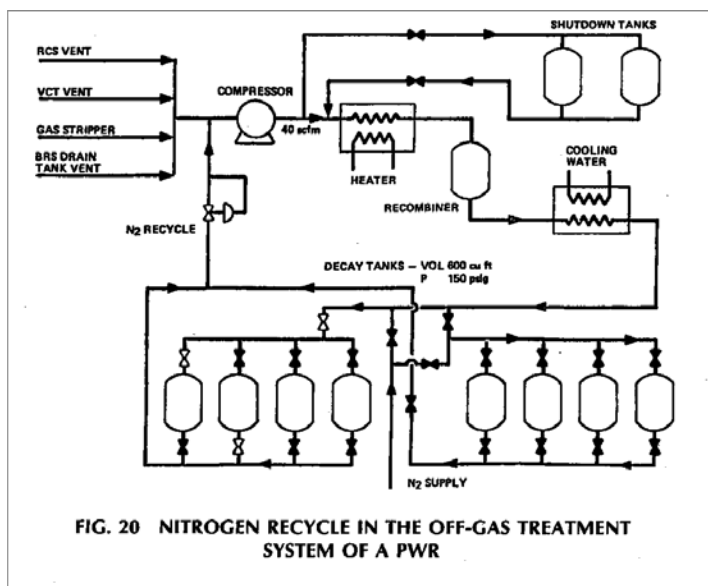 SHUTDOWN TANKS
RCS VENT
VCT VENT
GAS STRIPPER
BRS DRAIN
TANK VENT
COMPRESSOR
40 scfm
HEATER
RECOMBINER
COOLING
WATER
N2 RECYCLE
DECAY TANKS – VOL 600 cu ft
P 150 psig
N2 SUPPLY
FIG. 20 NITROGEN RECYCLE IN THE OFF-GAS TREATMENT
SYSTEM OF A PWR